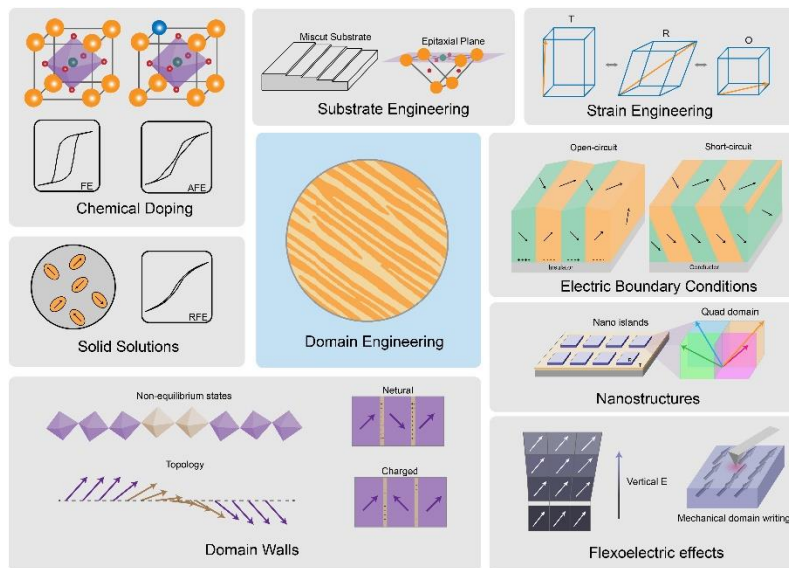 FE
AFE
Chemical Doping
Miscut Substrate
Epitaxial Plane
Substrate Engineering
T
R
O
Strain Engineering
RFE
Solid Solutions
Domain Engineering
Open-circuit
Short-circuit
Insulator
Conductor
Electric Boundary Conditions
Nano islands
Quad domain
Nanostructures
Non-equilibrium states
Netural
Topology
Charged
Domain Walls
Vertical E
Mechanical domain writing
Flexoelectric effects